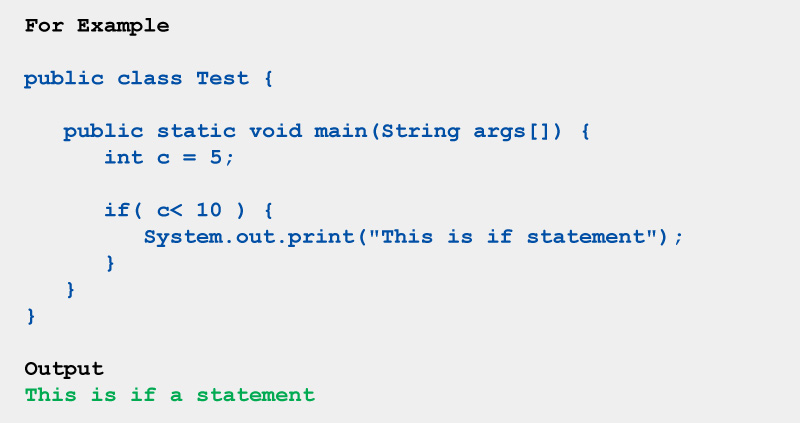 For Example
public class Test {
public static void main(String args[]) {
int c = 5;
if( c< 10 ) {
System.out.print("This is if statement");
}
}
}
Output
This is if a statement